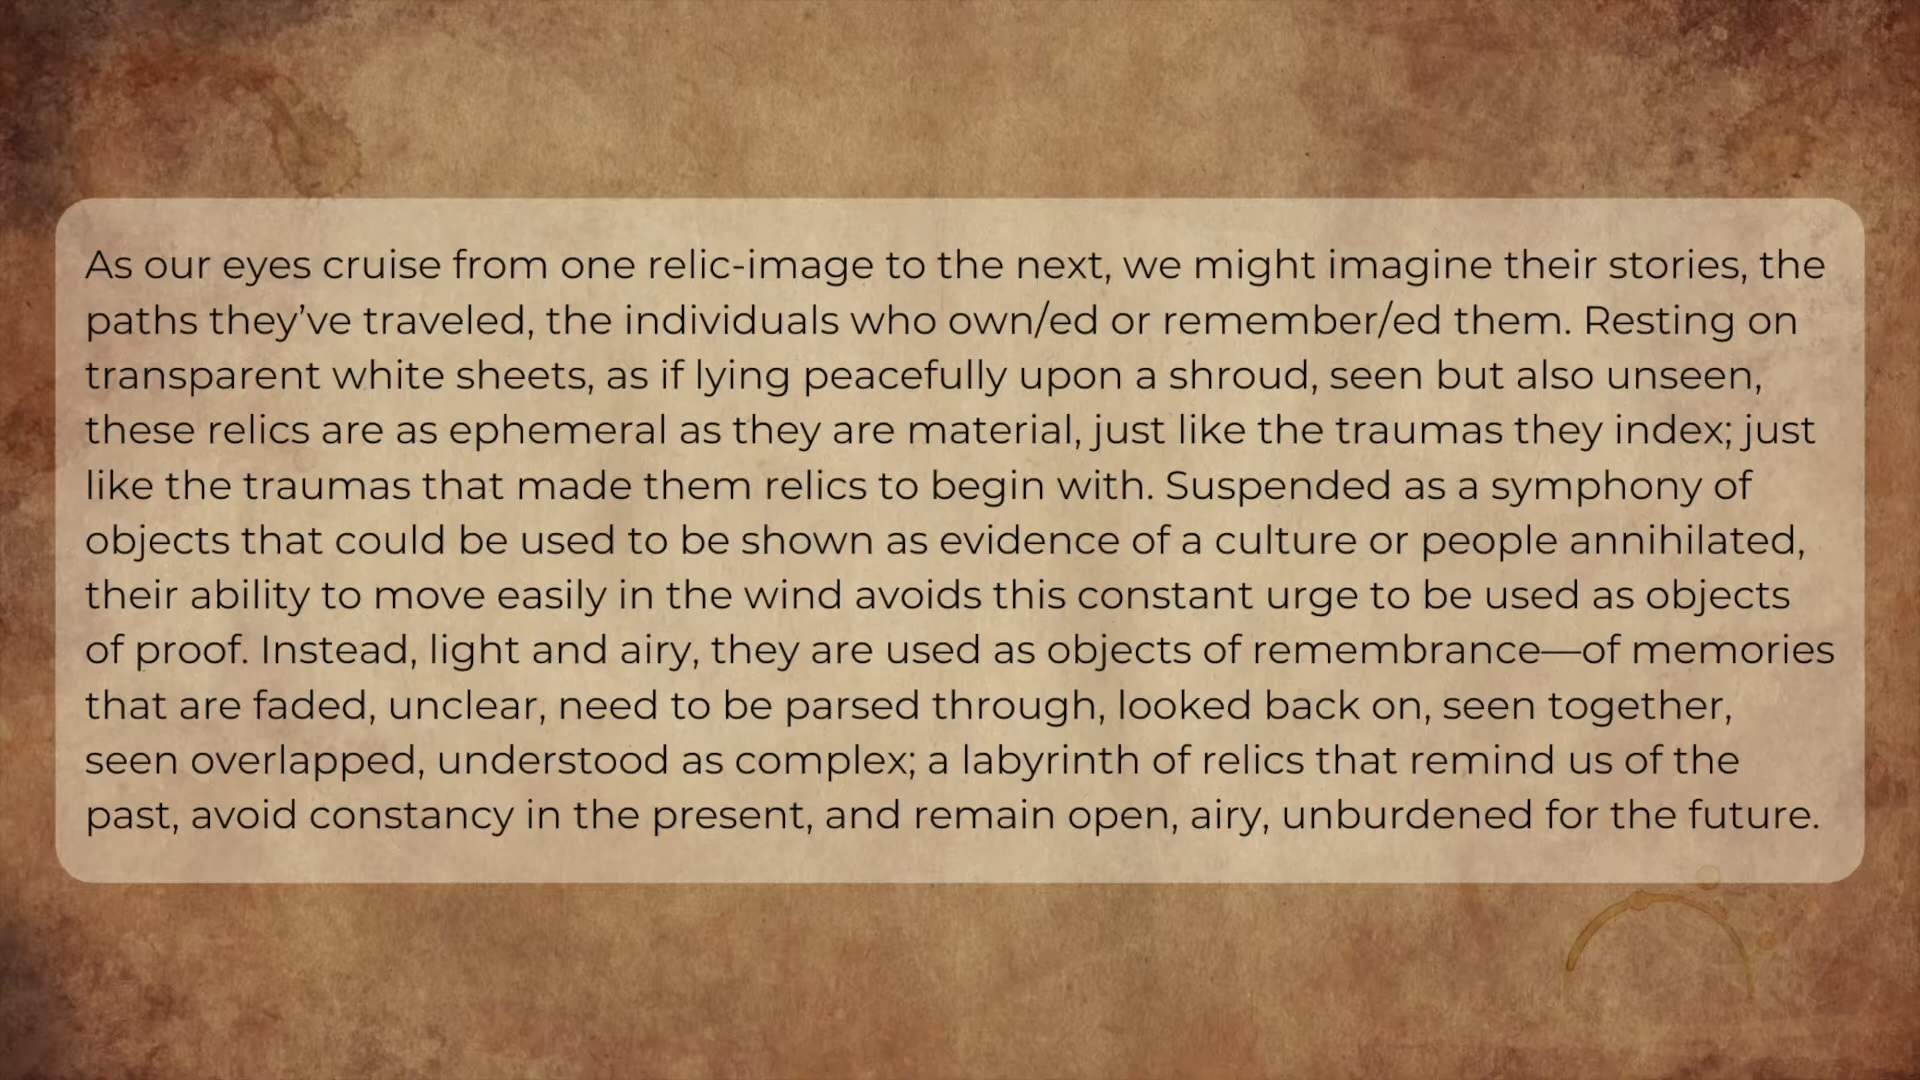 As our eyes cruise from one relic-image to the next, we might imagine their stories, the
paths they’ve traveled, the individuals who own/ed or remember/ed them. Resting on
transparent white sheets, as if lying peacefully upon a shroud, seen but also unseen,
these relics are as ephemeral as they are material, just like the traumas they index; just
like the traumas that made them relics to begin with. Suspended as a symphony of
objects that could be used to be shown as evidence of a culture or people annihilated,
their ability to move easily in the wind avoids this constant urge to be used as objects
of proof. Instead, light and airy, they are used as objects of remembrance—of memories
that are faded, unclear, need to be parsed through, looked back on, seen together,
seen overlapped, understood as complex; a labyrinth of relics that remind us of the
past, avoid constancy in the present, and remain open, airy, unburdened for the future.